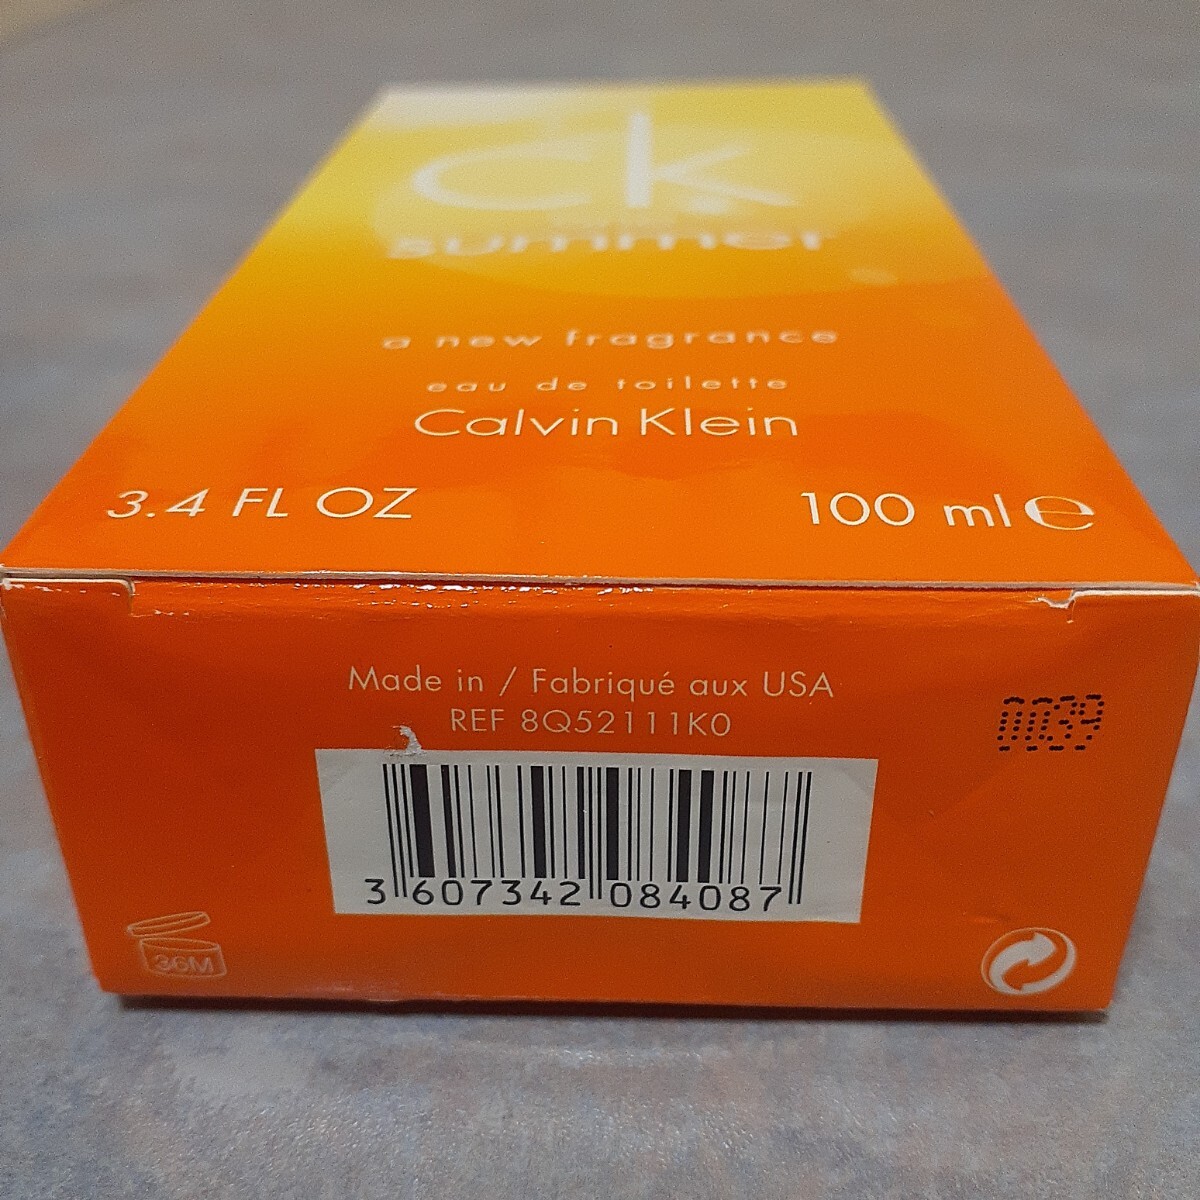 ck
summer
a new fragrance
eau de toilette
Calvin Klein
3.4 FL OZ
100 ml e
Made in / Fabriqué aux USA
REF 8Q52111K0
0039
3 607342 084087
36M